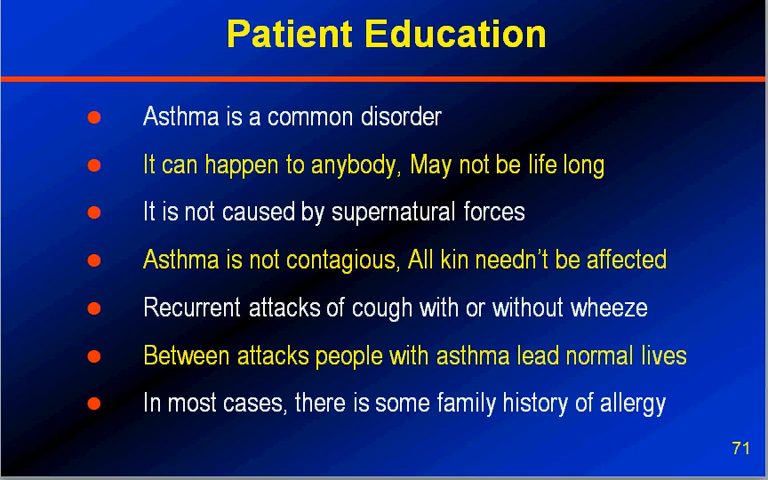 Patient Education
Asthma is a common disorder
It can happen to anybody, May not be life long
It is not caused by supernatural forces
Asthma is not contagious, All kin needn't be affected
Recurrent attacks of cough with or without wheeze
Between attacks people with asthma lead normal lives
In most cases, there is some family history of allergy
71